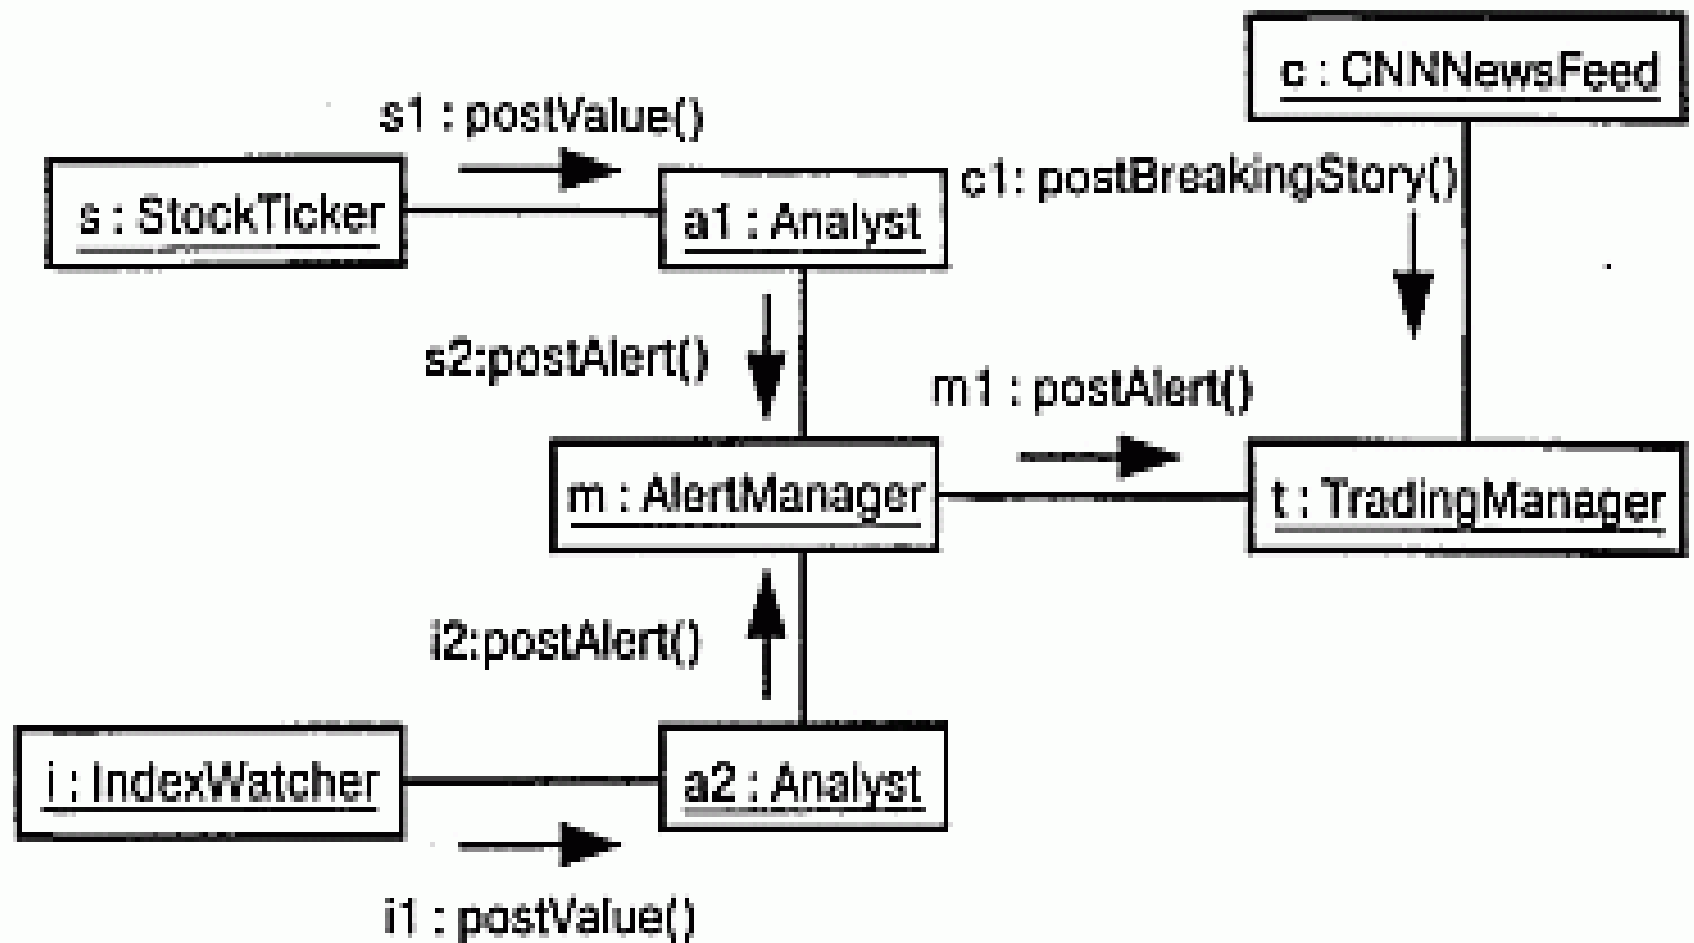 c : CNNNewsFeed
s1 : postValue()
s : StockTicker
a1 : Analyst
c1: postBreakingStory()
s2:postAlert()
m1 : postAlert()
m : AlertManager
t : TradingManager
i2:postAlert()
i : IndexWatcher
a2 : Analyst
i1 : postValue()